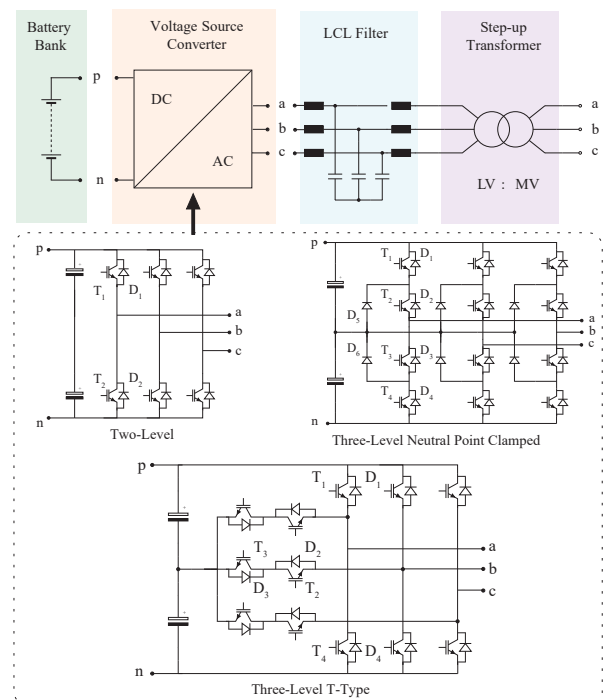 Battery Bank
Voltage Source Converter
LCL Filter
Step-up Transformer
p
n
DC
AC
a
b
c
a
b
c
LV : MV
p
n
T1
D1
T2
D2
a
b
c
Two-Level
p
n
T1
D1
T2
D2
D5
D6
T3
D3
T4
D4
a
b
c
Three-Level Neutral Point Clamped
p
n
T1
D1
T3
D2
D3
T2
T4
D4
a
b
c
Three-Level T-Type